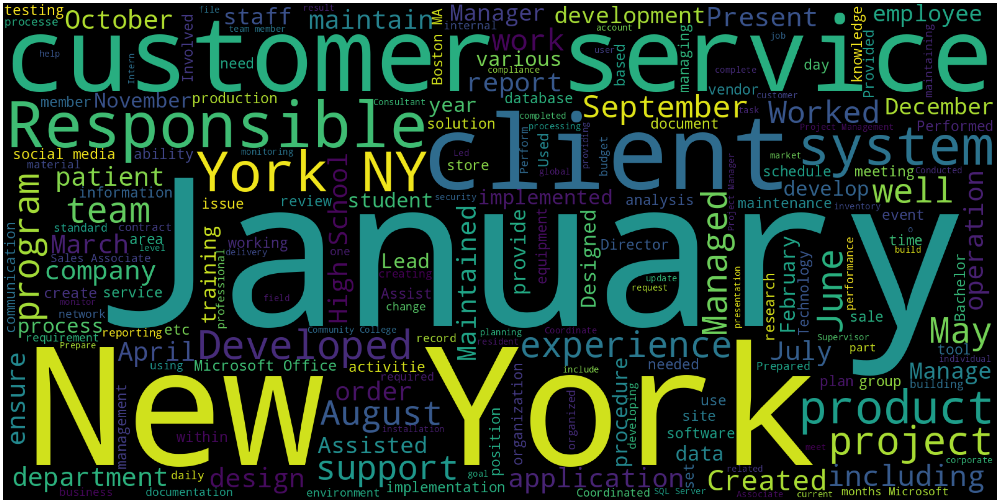 testing
processe
October
file
staff
team member
result
maintain
Manager
internal
Boston MA
development
account
Present
employee
knowledge
customer service
help
Intern
Involved
need
work
various
compliance
report
user
based
managing
job
complete
day
Provided
maintaining
vendor
customer
member
November
production
Consultant
year
solution
database
completed
processing
September
document
task
Worked
December
Project Management
Performed
Responsible
client
system
social media
ability
monitoring
material
York NY
store
Led
Perform
Used
global
providing
budget
market
schedule
meeting
Conducted
patient
information
program
team
issue
review
student
security
implemented
analysis
Project Manager
develop
well
maintenance
inventory
event
operation
High School
January
standard
contract
March
area
level
communication
Sales Associate
company
training
working
delivery
professional
one
Lead
creating
Assist
change
field
Maintained
provide
equipment
Designed
Director
update
request
Managed
presentation
research
February
Technology
June
performance
time
o
build
Bachelor
create
service
monitor
network
process
reporting
etc
requirement
Prepare
Community College
sale
Supervisor
May
part
tool
individual
Developed
record
planning
resident
Coordinate
experience
July
April
using
Microsoft Office
activitie
required
ensure
New York
needed
include
Prepared
Manage
plan
group
building
order
August
installation
management
within
Assisted
support
position
organization
organized
procedure
developing
use
site
software
data
product
project
meet
corporate
department
daily
design
goal
implementation
application
set
related
Created
including
business
documentation
environment
Coordinated
SQL Server
Associate
current
months
Microsoft